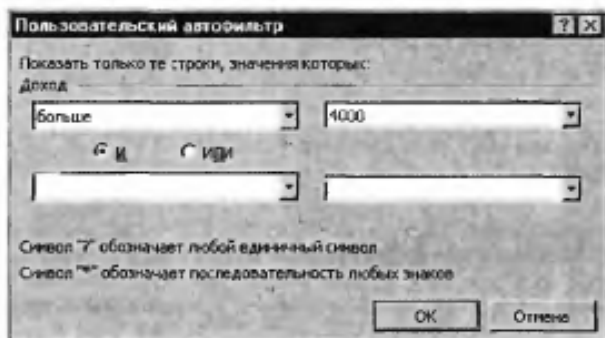 Пользовательский автофильтр ? ×
Показать только те строки, значения которых:
Доход
больше 4000
И ИЛИ
Символ "?" обозначает любой единичный символ
Символ "*" обозначает последовательность любых знаков
ОК Отмена